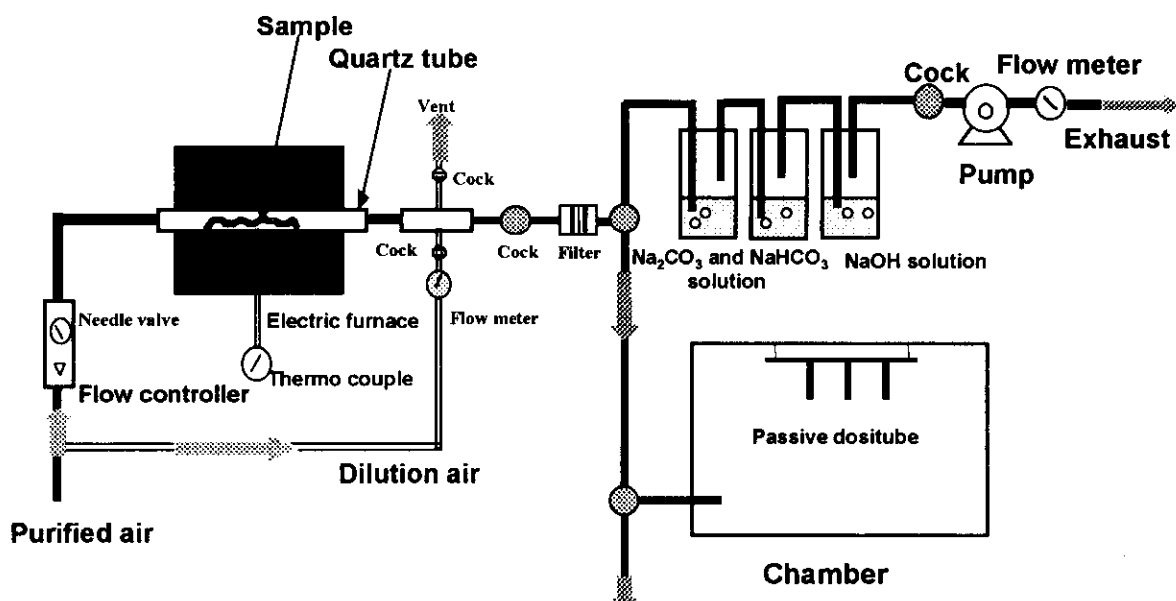 Sample
Quartz tube
Vent
Cock
Cock
Cock
Filter
Flow meter
Needle valve
Flow controller
Electric furnace
Thermo couple
Dilution air
Purified air
Cock
Flow meter
Pump
Exhaust
Na₂CO₃ and NaHCO₃
solution
NaOH solution
Passive dositube
Chamber